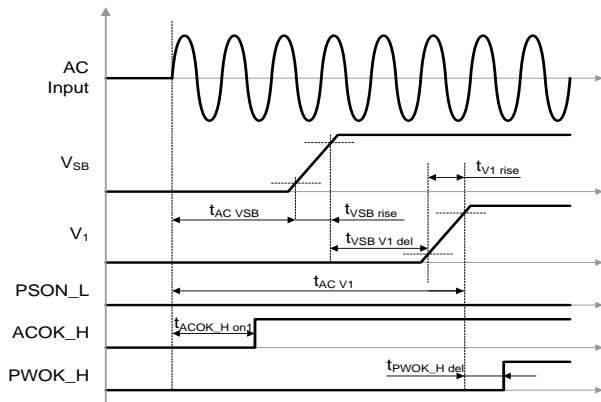 AC
Input
VSB
tV1 rise
tAC VSB
tVSB rise
V1
tVSB V1 del
tAC V1
PSON_L
tACOK_H on1
ACOK_H
tPWOK_H del
PWOK_H